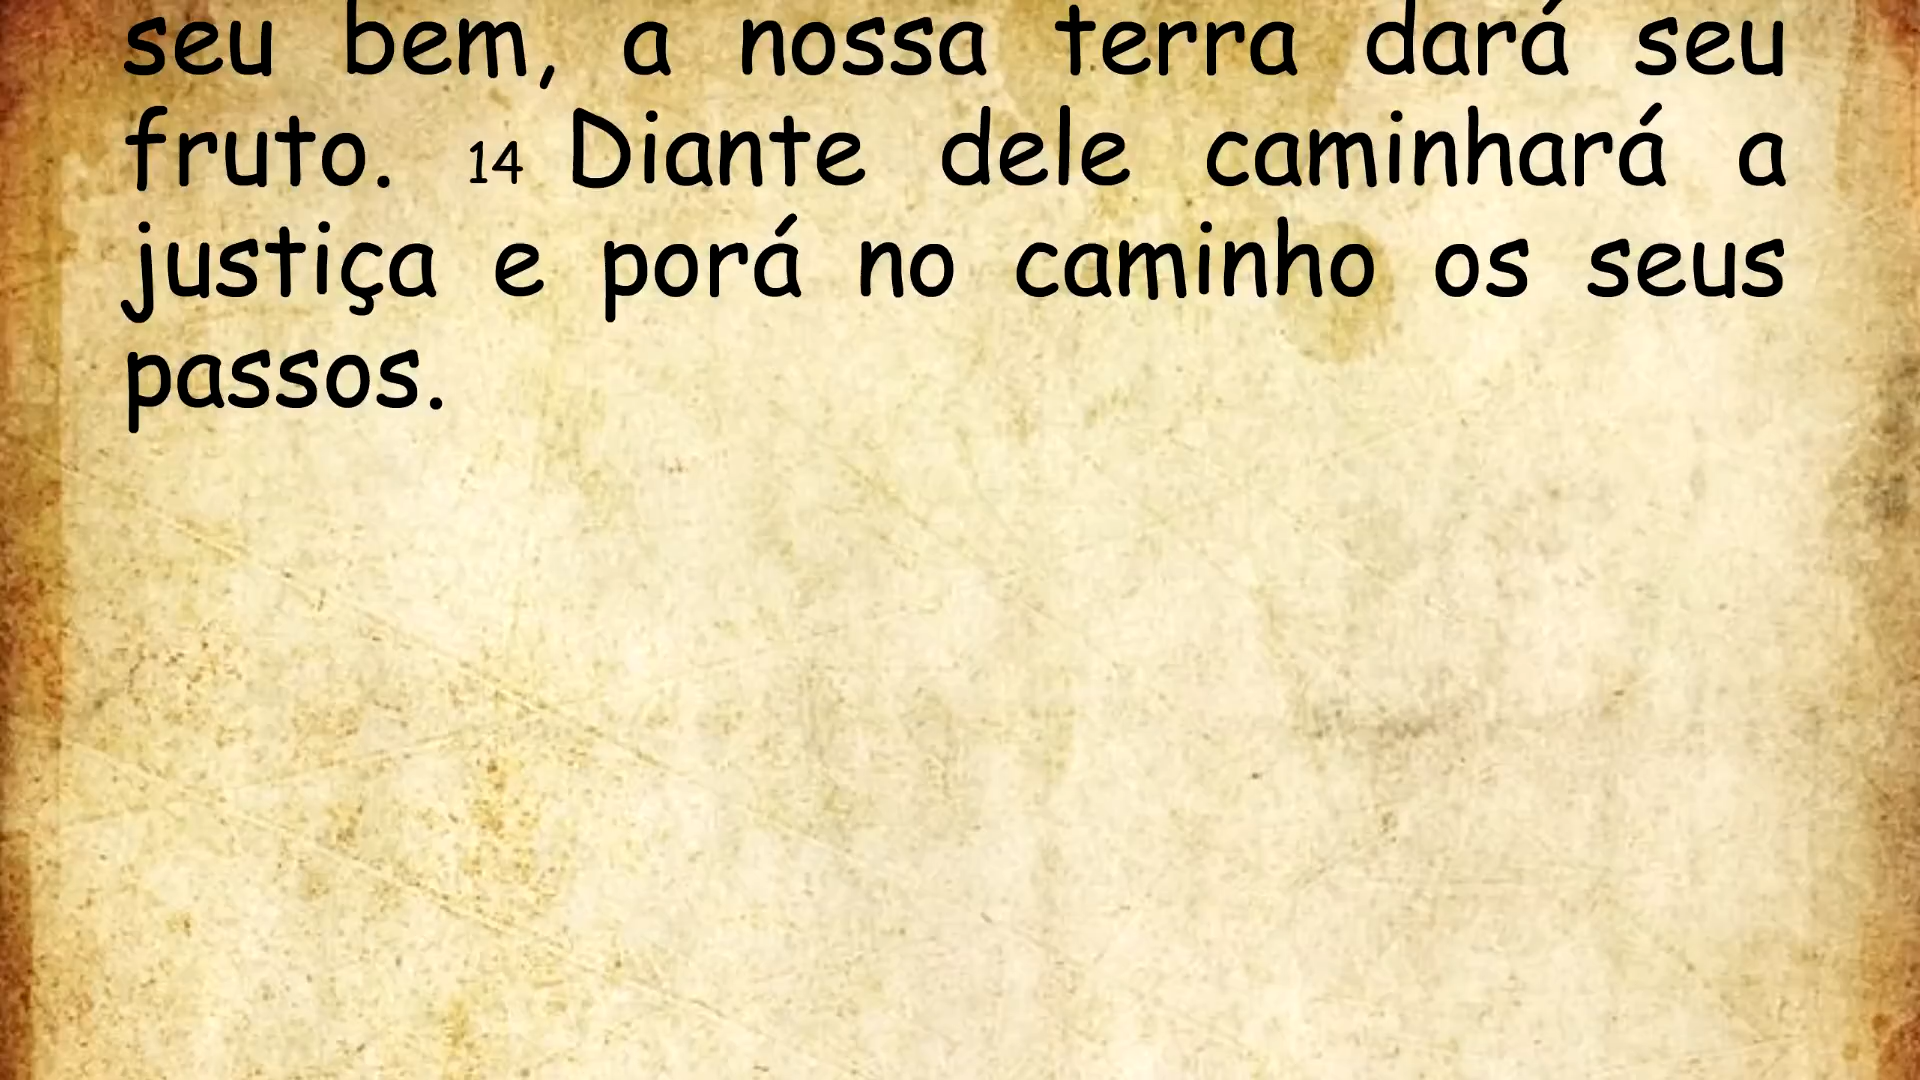 seu bem, a nossa terra dará seu
fruto. 14 Diante dele caminhará a
justiça e porá no caminho os seus
passos.